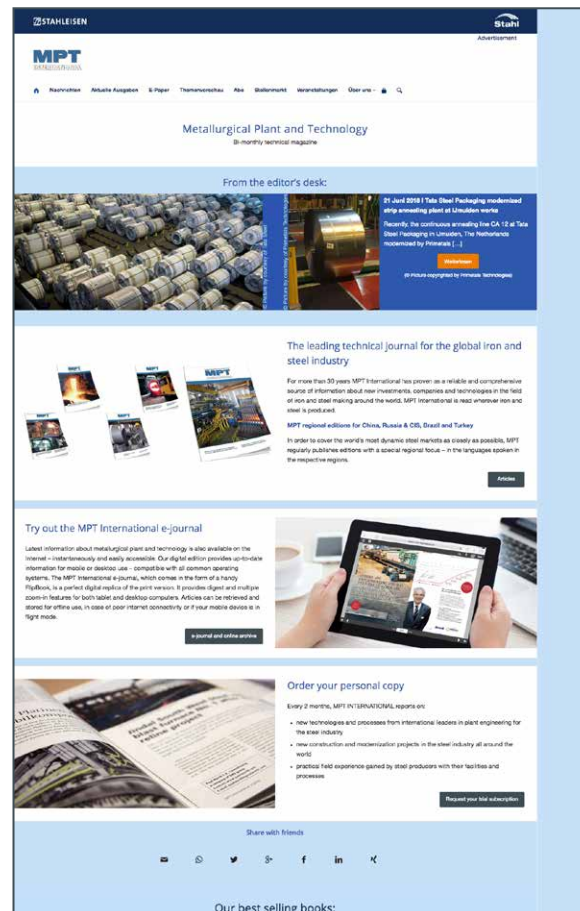 STAHLEISEN
Stahl
Advertisement
MPT
INTERNATIONAL
Nachrichten Aktuelle Ausgaben E-Paper Themenvorschau Abo Stellenmarkt Veranstaltungen Über uns
Metallurgical Plant and Technology
Bi-monthly technical magazine
From the editor's desk:
© Picture by courtesy of Tata Steel
© Picture by courtesy of Primetals Technologies
21 Juni 2018 I Tata Steel Packaging modernized
strip annealing plant at IJmuiden works
Recently, the continuous annealing line CA 12 at Tata
Steel Packaging in IJmuiden, The Netherlands
modernized by Primetals [...]
Weiterlesen
(© Picture copyrighted by Primetals Technologies)
MPT
The leading technical journal for the global iron and
steel industry
For more than 30 years MPT International has proven as a reliable and comprehensive
source of information about new investments, companies and technologies in the field
of iron and steel making around the world. MPT International is read wherever iron and
steel is produced.
MPT regional editions for China, Russia & CIS, Brazil and Turkey
In order to cover the world's most dynamic steel markets as closely as possible, MPT
regularly publishes editions with a special regional focus – in the languages spoken in
the respective regions.
Articles
Try out the MPT International e-journal
Latest information about metallurgical plant and technology is also available on the
Internet – instantaneously and easily accessible. Our digital edition provides up-to-date
information for mobile or desktop use – compatible with all common operating
systems. The MPT International e-journal, which comes in the form of a handy
FlipBook, is a perfect digital replica of the print version. It provides digest and multiple
zoom-in features for both tablet and desktop computers. Articles can be retrieved and
stored for offline use, in case of poor internet connectivity or if your mobile device is in
flight mode.
e-journal and online archive
Order your personal copy
Every 2 months, MPT INTERNATIONAL reports on:
new technologies and processes from international leaders in plant engineering for
the steel industry
new construction and modernization projects in the steel industry all around the
world
practical field experience gained by steel producers with their facilities and
processes
Request your trial subscription
Share with friends
Our best selling books: